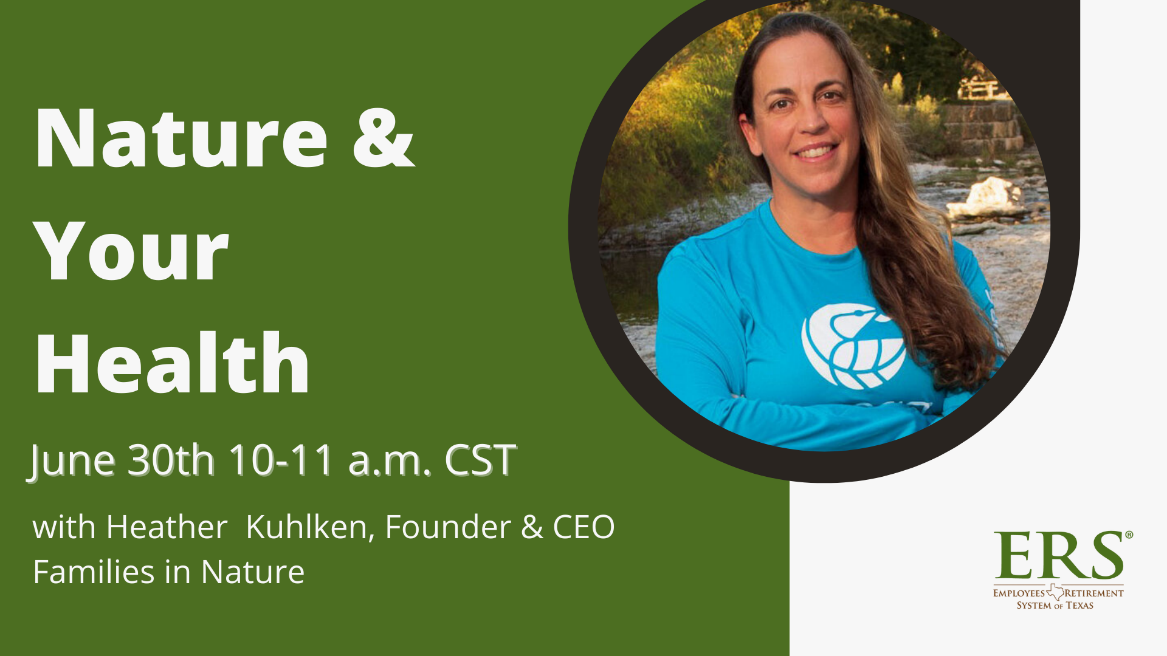 Nature &
Your
Health
June 30th 10-11 a.m. CST
with Heather Kuhlken, Founder & CEO
Families in Nature
ERS®
EMPLOYEES RETIREMENT
SYSTEM OF TEXAS